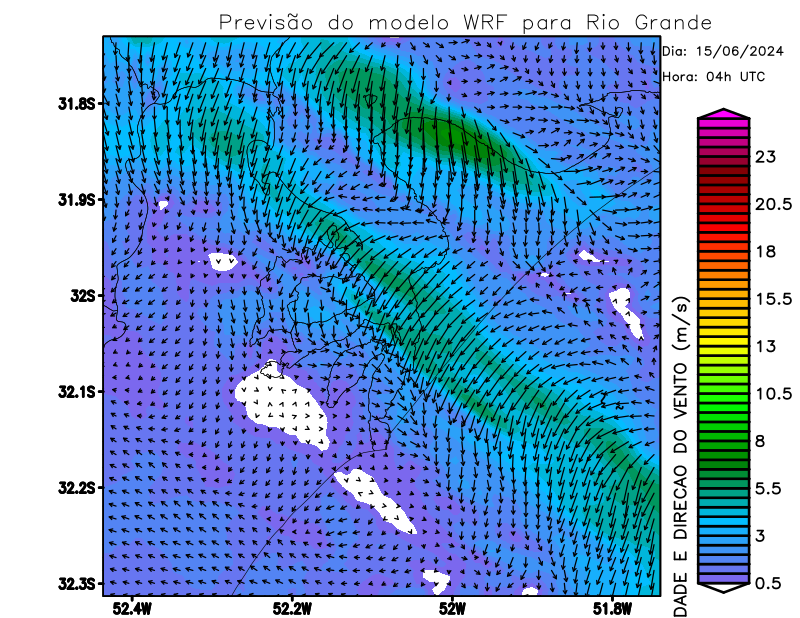 Previsão do modelo WRF para Rio Grande
Dia: 15/06/2024
Hora: 04h UTC
31.8S
31.9S
32S
32.1S
32.2S
32.3S
52.4W
52.2W
52W
51.8W
23
20.5
18
15.5
13
10.5
8
5.5
3
0.5
DADE E DIRECAO DO VENTO (m/s)